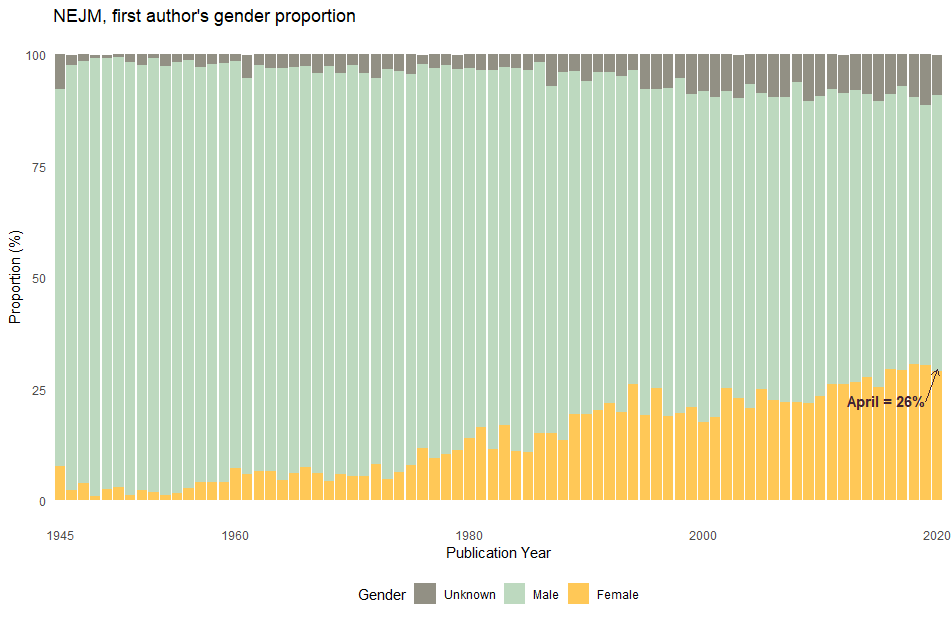 NEJM, first author's gender proportion
100
75
50
25
0
Proportion (%)
April = 26%
1945 1960 1980 2000 2020
Publication Year
Gender Unknown Male Female